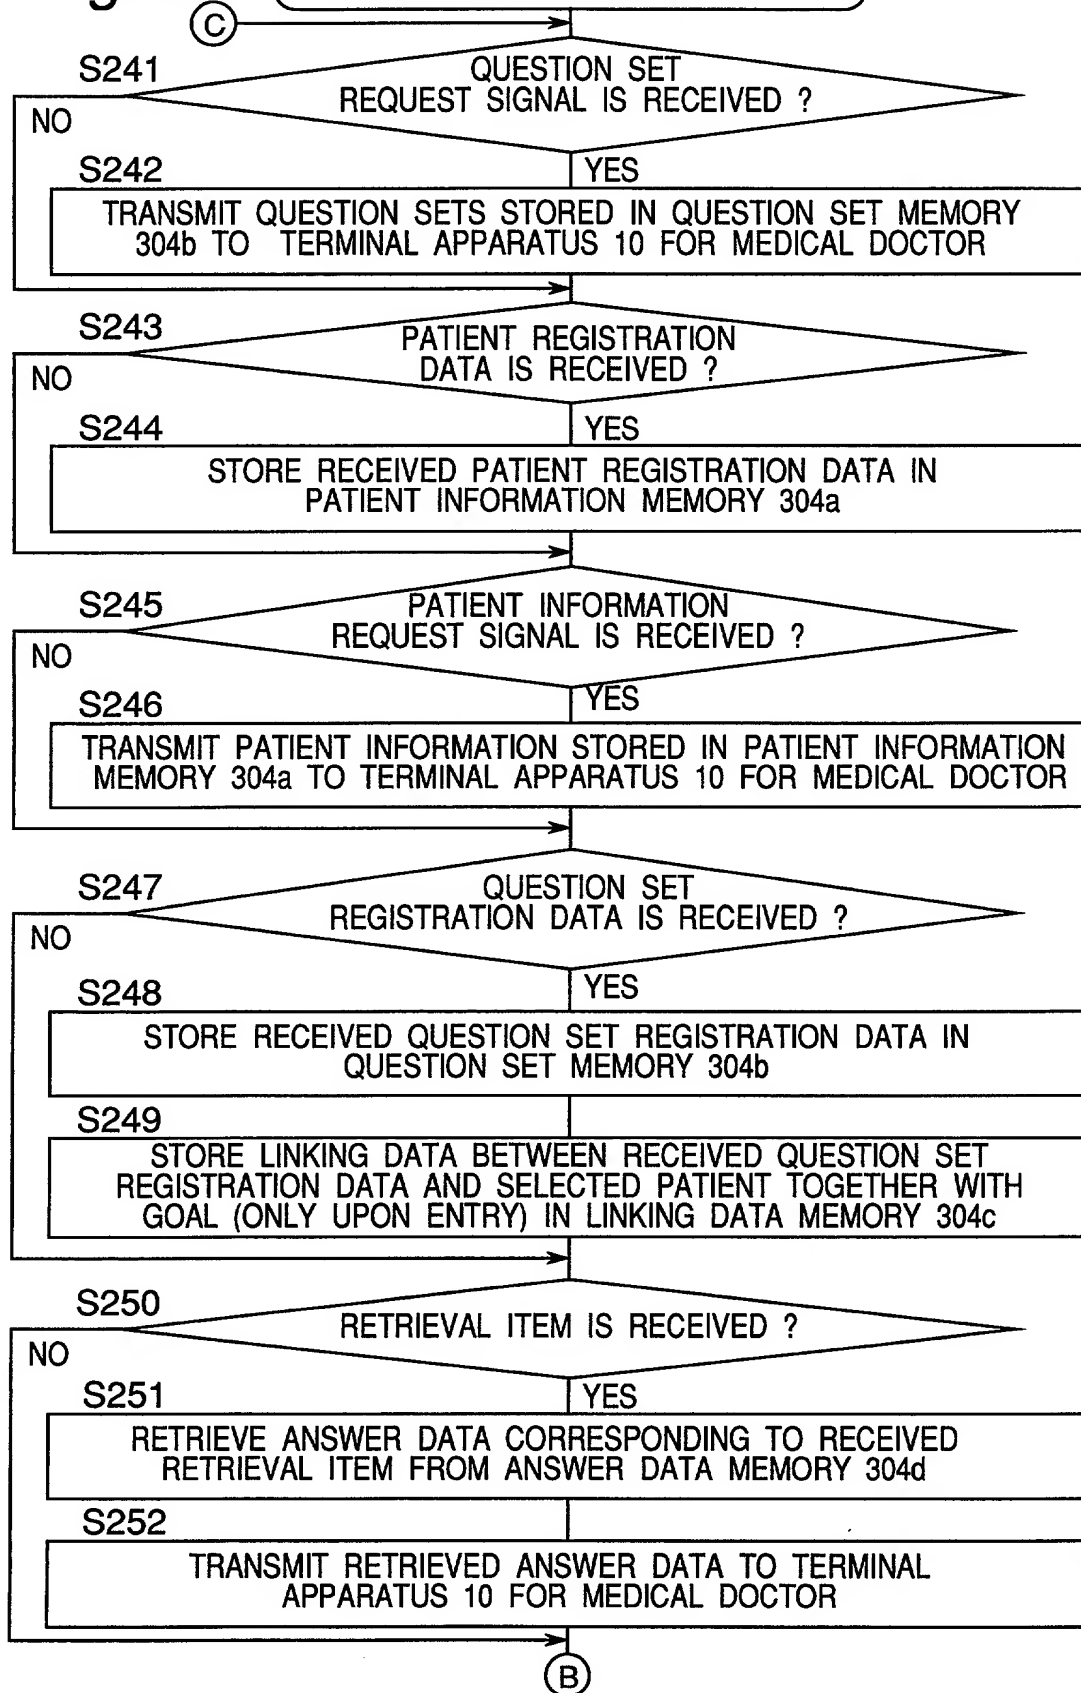 C
S241
QUESTION SET
REQUEST SIGNAL IS RECEIVED ?
NO
YES
S242
TRANSMIT QUESTION SETS STORED IN QUESTION SET MEMORY
304b TO TERMINAL APPARATUS 10 FOR MEDICAL DOCTOR
S243
PATIENT REGISTRATION
DATA IS RECEIVED ?
NO
YES
S244
STORE RECEIVED PATIENT REGISTRATION DATA IN
PATIENT INFORMATION MEMORY 304a
S245
PATIENT INFORMATION
REQUEST SIGNAL IS RECEIVED ?
NO
YES
S246
TRANSMIT PATIENT INFORMATION STORED IN PATIENT INFORMATION
MEMORY 304a TO TERMINAL APPARATUS 10 FOR MEDICAL DOCTOR
S247
QUESTION SET
REGISTRATION DATA IS RECEIVED ?
NO
YES
S248
STORE RECEIVED QUESTION SET REGISTRATION DATA IN
QUESTION SET MEMORY 304b
S249
STORE LINKING DATA BETWEEN RECEIVED QUESTION SET
REGISTRATION DATA AND SELECTED PATIENT TOGETHER WITH
GOAL (ONLY UPON ENTRY) IN LINKING DATA MEMORY 304c
S250
RETRIEVAL ITEM IS RECEIVED ?
NO
YES
S251
RETRIEVE ANSWER DATA CORRESPONDING TO RECEIVED
RETRIEVAL ITEM FROM ANSWER DATA MEMORY 304d
S252
TRANSMIT RETRIEVED ANSWER DATA TO TERMINAL
APPARATUS 10 FOR MEDICAL DOCTOR
B